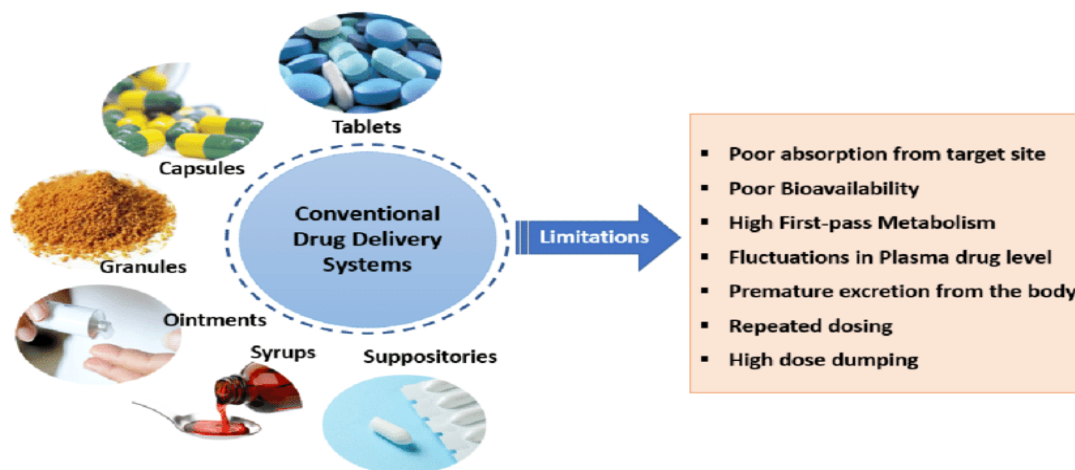 Tablets
Capsules
Granules
Ointments
Syrups
Suppositories
Conventional
Drug Delivery
Systems
Limitations
▪ Poor absorption from target site
▪ Poor Bioavailability
▪ High First-pass Metabolism
▪ Fluctuations in Plasma drug level
▪ Premature excretion from the body
▪ Repeated dosing
▪ High dose dumping